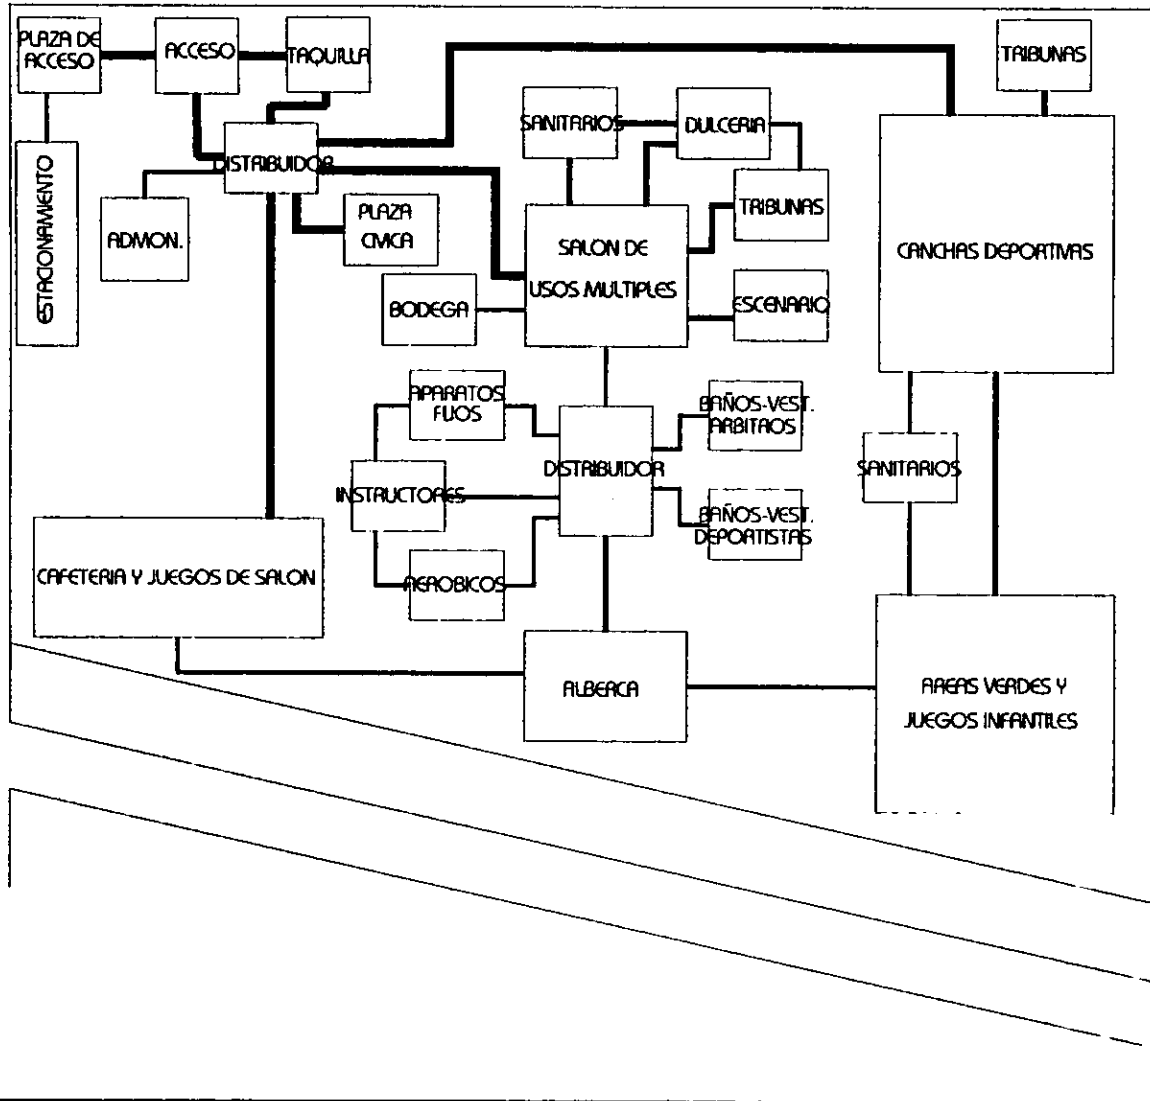 PLAZA DE
ACCESO
ACCESO
TAQUILLA
TRIBUNAS
SANITARIOS
DULCERIA
DISTRIBUIDOR
ESTACIONAMIENTO
ADMON.
PLAZA
CIVICA
TRIBUNAS
SALON DE
USOS MULTIPLES
CANCHAS DEPORTIVAS
BODEGA
ESCENARIO
APARATOS
FIJOS
BAÑOS-VEST.
ARBITROS
DISTRIBUIDOR
SANITARIOS
INSTRUCTORES
BAÑOS-VEST.
DEPORTISTAS
CAFETERIA Y JUEGOS DE SALON
AEROBICOS
ALBERCA
AREAS VERDES Y
JUEGOS INFANTILES